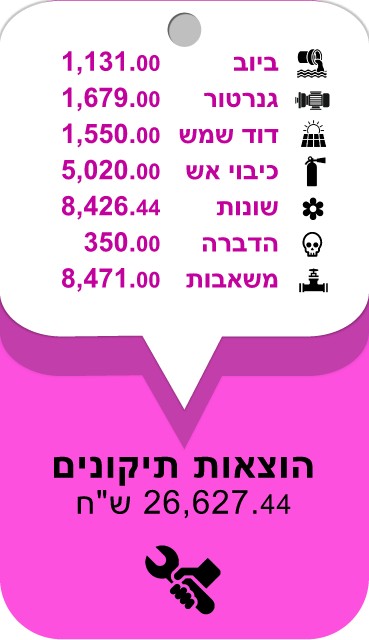 ביוב 1,131.00
גנרטור 1,679.00
דוד שמש 1,550.00
כיבוי אש 5,020.00
שונות 8,426.44
הדברה 350.00
משאבות 8,471.00
הוצאות תיקונים
26,627.44 ש"ח